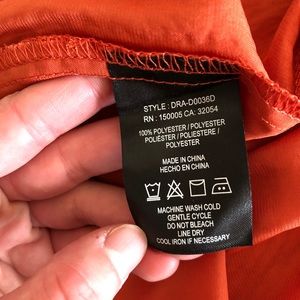 STYLE : DRA-D0036D
RN : 150005 CA: 32054
100% POLYESTER / POLYESTER
POLIÉSTER / POLIESTERE /
POLYESTER
MADE IN CHINA
HECHO EN CHINA
MACHINE WASH COLD
GENTLE CYCLE
DO NOT BLEACH
LINE DRY
COOL IRON IF NECESSARY